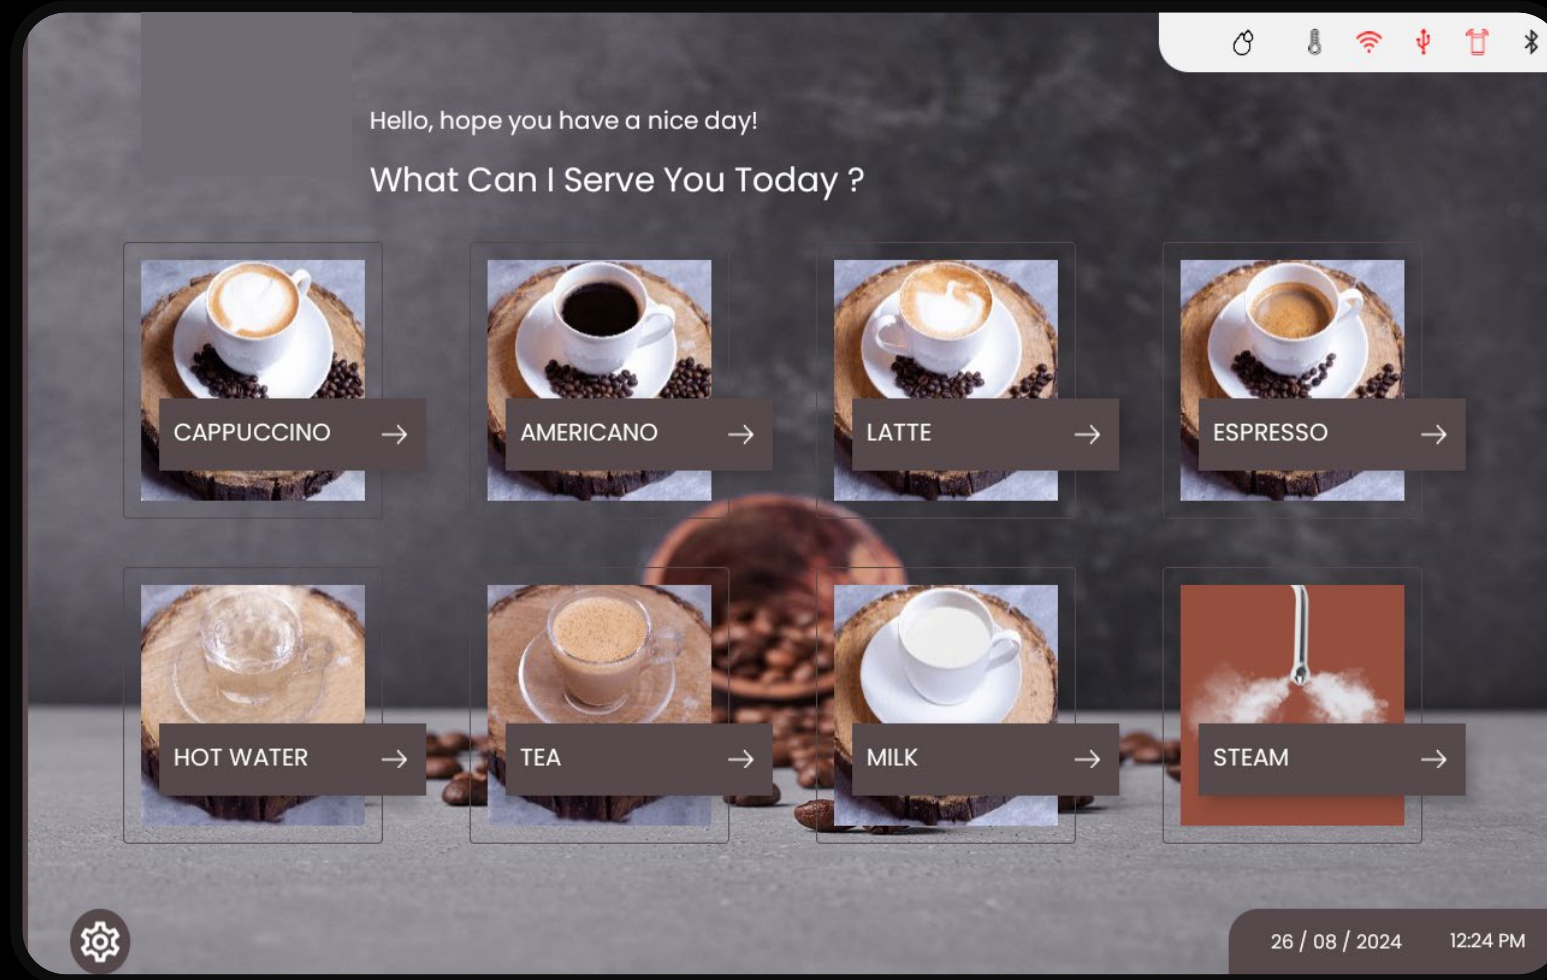 Hello, hope you have a nice day!
What Can I Serve You Today ?
CAPPUCCINO
AMERICANO
LATTE
ESPRESSO
HOT WATER
TEA
MILK
STEAM
26 / 08 / 2024 12:24 PM